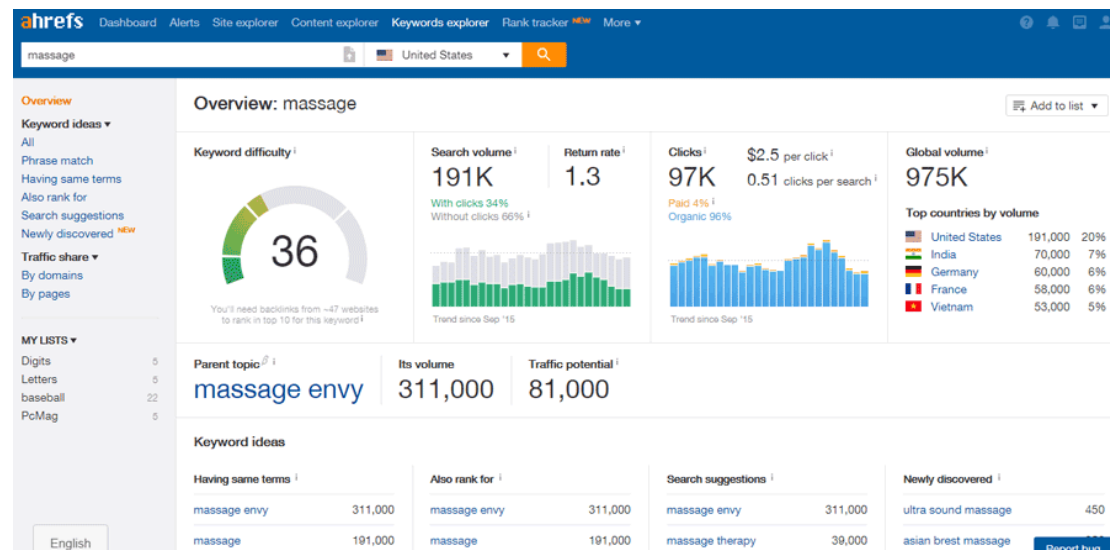 ahrefs Dashboard Alerts Site explorer Content explorer Keywords explorer Rank tracker NEW More
massage United States
Overview
Keyword ideas
All
Phrase match
Having same terms
Also rank for
Search suggestions
Newly discovered NEW
Traffic share
By domains
By pages
MY LISTS
Digits 5
Letters 5
baseball 22
PcMag 5
English
Overview: massage
Add to list
Keyword difficulty
36
You'll need backlinks from ~47 websites
to rank in top 10 for this keyword
Search volume
191K
With clicks 34%
Without clicks 66%
Return rate
1.3
Trend since Sep '15
Clicks
97K
Paid 4%
Organic 96%
$2.5 per click
0.51 clicks per search
Trend since Sep '15
Global volume
975K
Top countries by volume
United States 191,000 20%
India 70,000 7%
Germany 60,000 6%
France 58,000 6%
Vietnam 53,000 5%
Parent topic
massage envy
Its volume
311,000
Traffic potential
81,000
Keyword ideas
Having same terms
massage envy 311,000
massage 191,000
Also rank for
massage envy 311,000
massage 191,000
Search suggestions
massage envy 311,000
massage therapy 39,000
Newly discovered
ultra sound massage 450
asian brest massage
Report bug